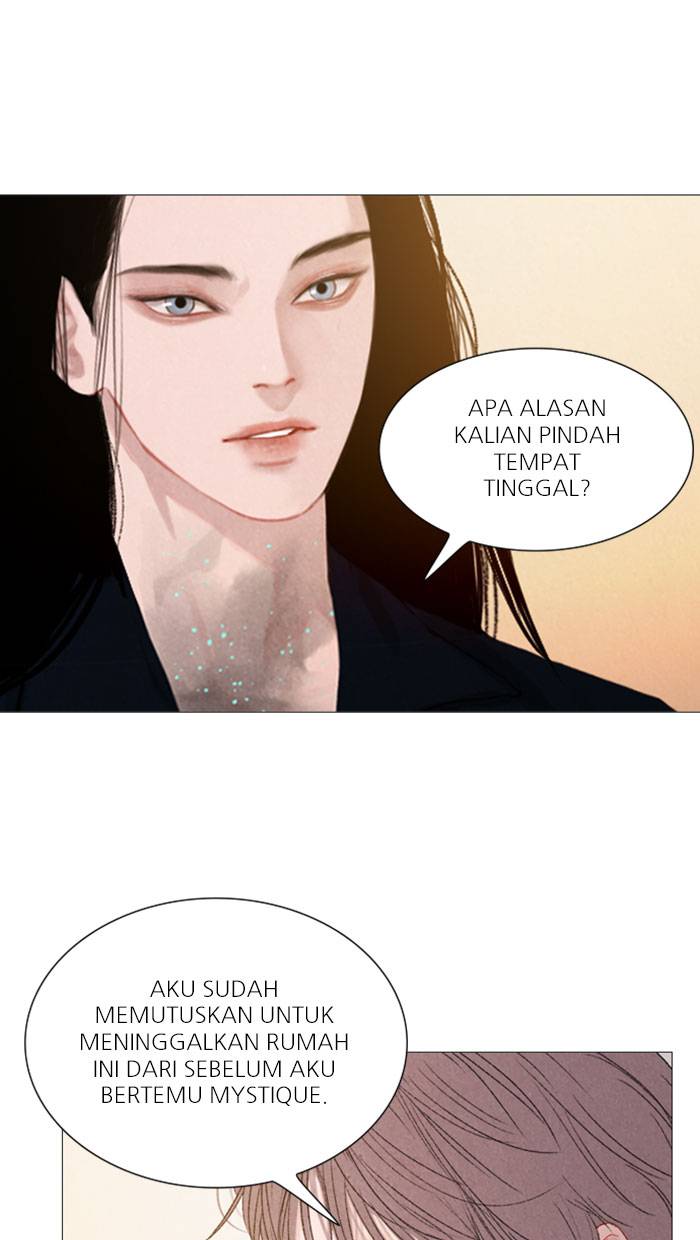 APA ALASAN
KALIAN PINDAH
TEMPAT
TINGGAL?
AKU SUDAH
MEMUTUSKAN UNTUK
MENINGGALKAN RUMAH
INI DARI SEBELUM AKU
BERTEMU MYSTIQUE.